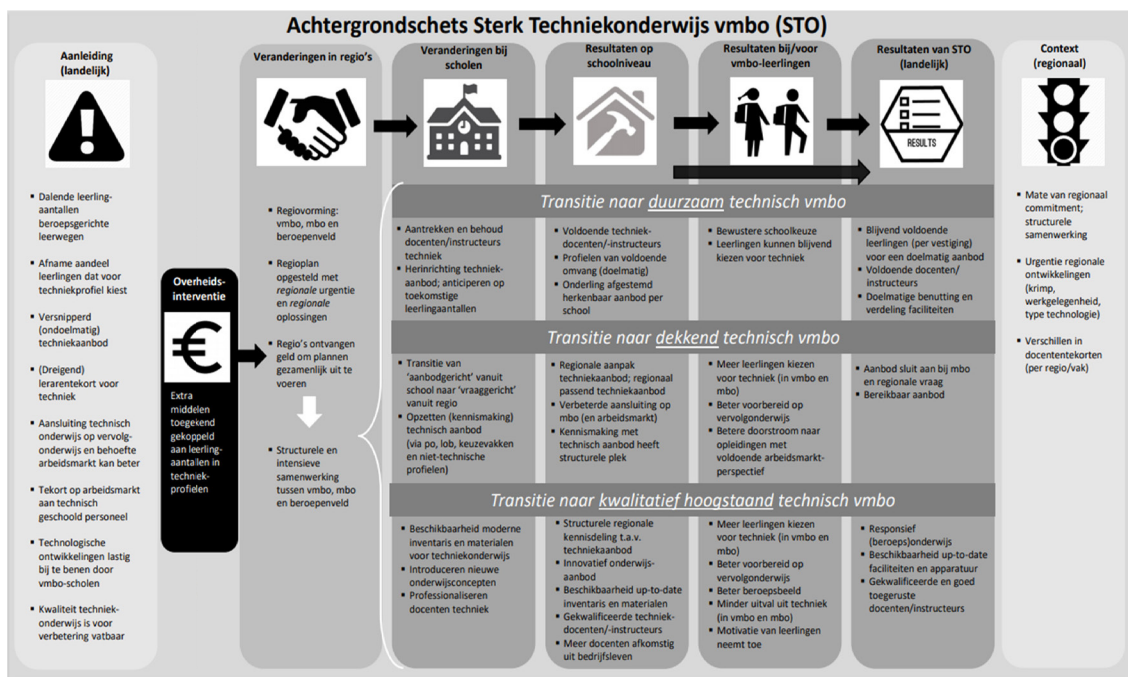 Achtergrondschets Sterk Techniekonderwijs vmbo (STO)
Aanleiding
(landelijk)
▪ Dalende leerling-
aantallen
beroepsgerichte
leerwegen
▪ Afname aandeel
leerlingen dat voor
techniekprofiel kiest
▪ Versnipperd
(ondoelmatig)
techniekaanbod
▪ (Dreigend)
lerarentekort voor
techniek
▪ Aansluiting technisch
onderwijs op vervolg-
onderwijs en behoefte
arbeidsmarkt kan beter
▪ Tekort op arbeidsmarkt
aan technisch
geschoold personeel
▪ Technologische
ontwikkelingen lastig
bij te benen door
vmbo-scholen
▪ Kwaliteit techniek-
onderwijs is voor
verbetering vatbaar
Overheids-
interventie
€
Extra
middelen
toegekend
gekoppeld
aan leerling-
aantallen in
techniek-
profielen
Veranderingen in regio's
▪ Regiovorming:
vmbo, mbo en
beroepenveld
▪ Regioplan
opgesteld met
regionale urgentie
en regionale
oplossingen
▪ Regio's ontvangen
geld om plannen
gezamenlijk uit te
voeren
▪ Structurele en
intensieve
samenwerking
tussen vmbo, mbo
en beroepenveld
Veranderingen bij
scholen
Resultaten op
schoolniveau
Resultaten bij/voor
vmbo-leerlingen
Resultaten van STO
(landelijk)
RESULTS
Transitie naar duurzaam technisch vmbo
▪ Aantrekken en behoud
docenten/instructeurs
techniek
▪ Herinrichting techniek-
aanbod; anticiperen op
toekomstige
leerlingaantallen
▪ Voldoende techniek-
docenten/-instructeurs
▪ Profielen van voldoende
omvang (doelmatig)
▪ Onderling afgestemd
herkenbaar aanbod per
school
▪ Bewustere schoolkeuze
▪ Leerlingen kunnen blijvend
kiezen voor techniek
▪ Blijvend voldoende
leerlingen (per vestiging)
voor een doelmatig aanbod
▪ Voldoende docenten/
instructeurs
▪ Doelmatige benutting en
verdeling faciliteiten
Transitie naar dekkend technisch vmbo
▪ Transitie van
'aanbodgericht' vanuit
school naar 'vraaggericht'
vanuit regio
▪ Opzetten (kennismaking)
technisch aanbod
(via po, lob, keuzevakken
en niet-technische
profielen)
▪ Regionale aanpak
techniekaanbod; regionaal
passend techniekaanbod
▪ Verbeterde aansluiting op
mbo (en arbeidsmarkt)
▪ Kennismaking met
technisch aanbod heeft
structurele plek
▪ Meer leerlingen kiezen
voor techniek (in vmbo en
mbo)
▪ Beter voorbereid op
vervolgonderwijs
▪ Betere doorstroom naar
opleidingen met
voldoende arbeidsmarkt-
perspectief
▪ Aanbod sluit aan bij mbo
en regionale vraag
▪ Bereikbaar aanbod
Transitie naar kwalitatief hoogstaand technisch vmbo
▪ Beschikbaarheid moderne
inventaris en materialen
voor techniekonderwijs
▪ Introduceren nieuwe
onderwijsconcepten
▪ Professionaliseren
docenten techniek
▪ Structurele regionale
kennisdeling t.a.v.
techniekaanbod
▪ Innovatief onderwijs-
aanbod
▪ Beschikbaarheid up-to-date
inventaris en materialen
▪ Gekwalificeerde techniek-
docenten/-instructeurs
▪ Meer docenten afkomstig
uit bedrijfsleven
▪ Meer leerlingen kiezen
voor techniek (in vmbo en
mbo)
▪ Beter voorbereid op
vervolgonderwijs
▪ Beter beroepsbeeld
▪ Minder uitval uit techniek
(in vmbo en mbo)
▪ Motivatie van leerlingen
neemt toe
▪ Responsief
(beroeps)onderwijs
▪ Beschikbaarheid up-to-date
faciliteiten en apparatuur
▪ Gekwalificeerde en goed
toegeruste
docenten/instructeurs
Context
(regionaal)
▪ Mate van regionaal
commitment;
structurele
samenwerking
▪ Urgentie regionale
ontwikkelingen
(krimp,
werkgelegenheid,
type technologie)
▪ Verschillen in
docententekorten
(per regio/vak)